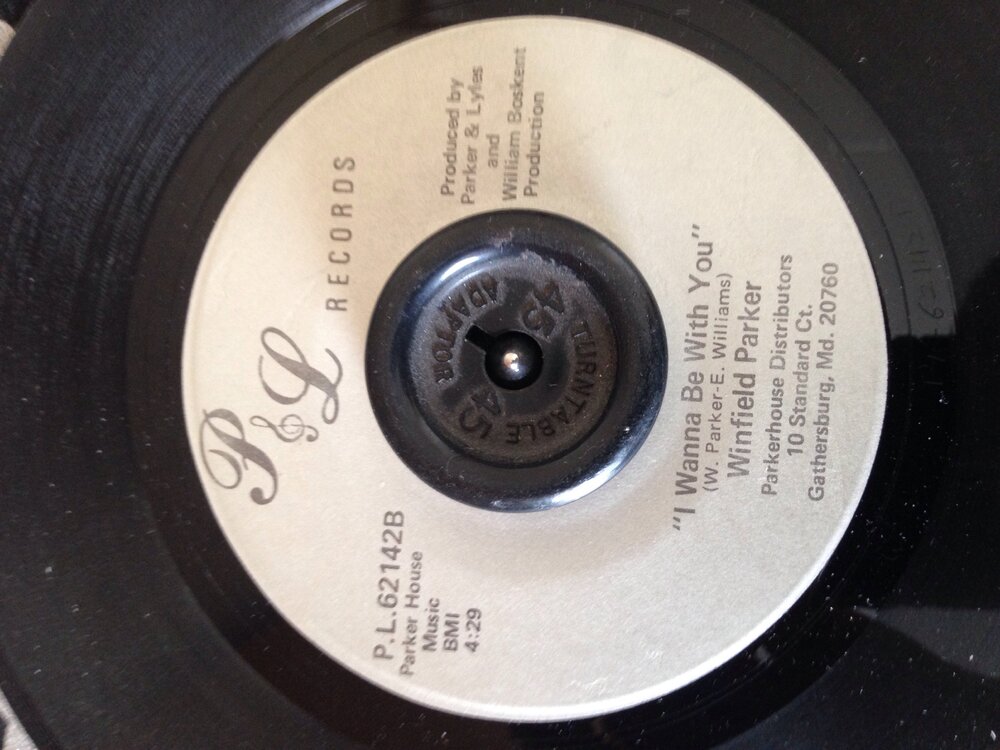 P&L
RECORDS
P.L.62142B
Parker House
Music
BMI
4:29
Produced by
Parker & Lyles
and
William Boskent
Production
45 TURNTABLE 45 ADAPTOR
"I Wanna Be With You"
(W. Parker-E. Williams)
Winfield Parker
Parkerhouse Distributors
10 Standard Ct.
Gathersburg, Md. 20760